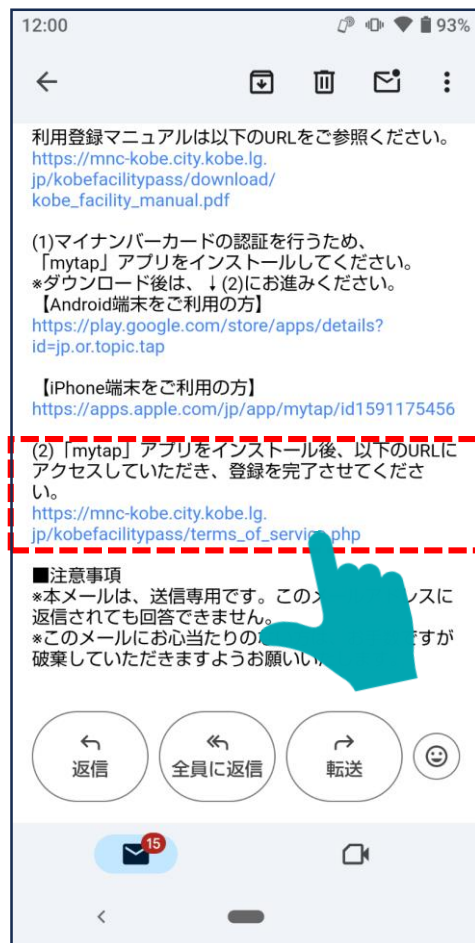 12:00
93%
利用登録マニュアルは以下のURLをご参照ください。
https://mnc-kobe.city.kobe.lg.
jp/kobefacilitypass/download/
kobe_facility_manual.pdf
(1)マイナンバーカードの認証を行うため、
「mytap」アプリをインストールしてください。
*ダウンロード後は、↓(2)にお進みください。
【Android端末をご利用の方】
https://play.google.com/store/apps/details?
id=jp.or.topic.tap
【iPhone端末をご利用の方】
https://apps.apple.com/jp/app/mytap/id1591175456
(2)「mytap」アプリをインストール後、以下のURLに
アクセスしていただき、登録を完了させてくださ
い。
https://mnc-kobe.city.kobe.lg.
jp/kobefacilitypass/terms_of_service.php
■注意事項
*本メールは、送信専用です。この レスに
返信されても回答できません。
*このメールにお心当たりの ですが
破棄していただきますようお願いい
返信
全員に返信
転送
15